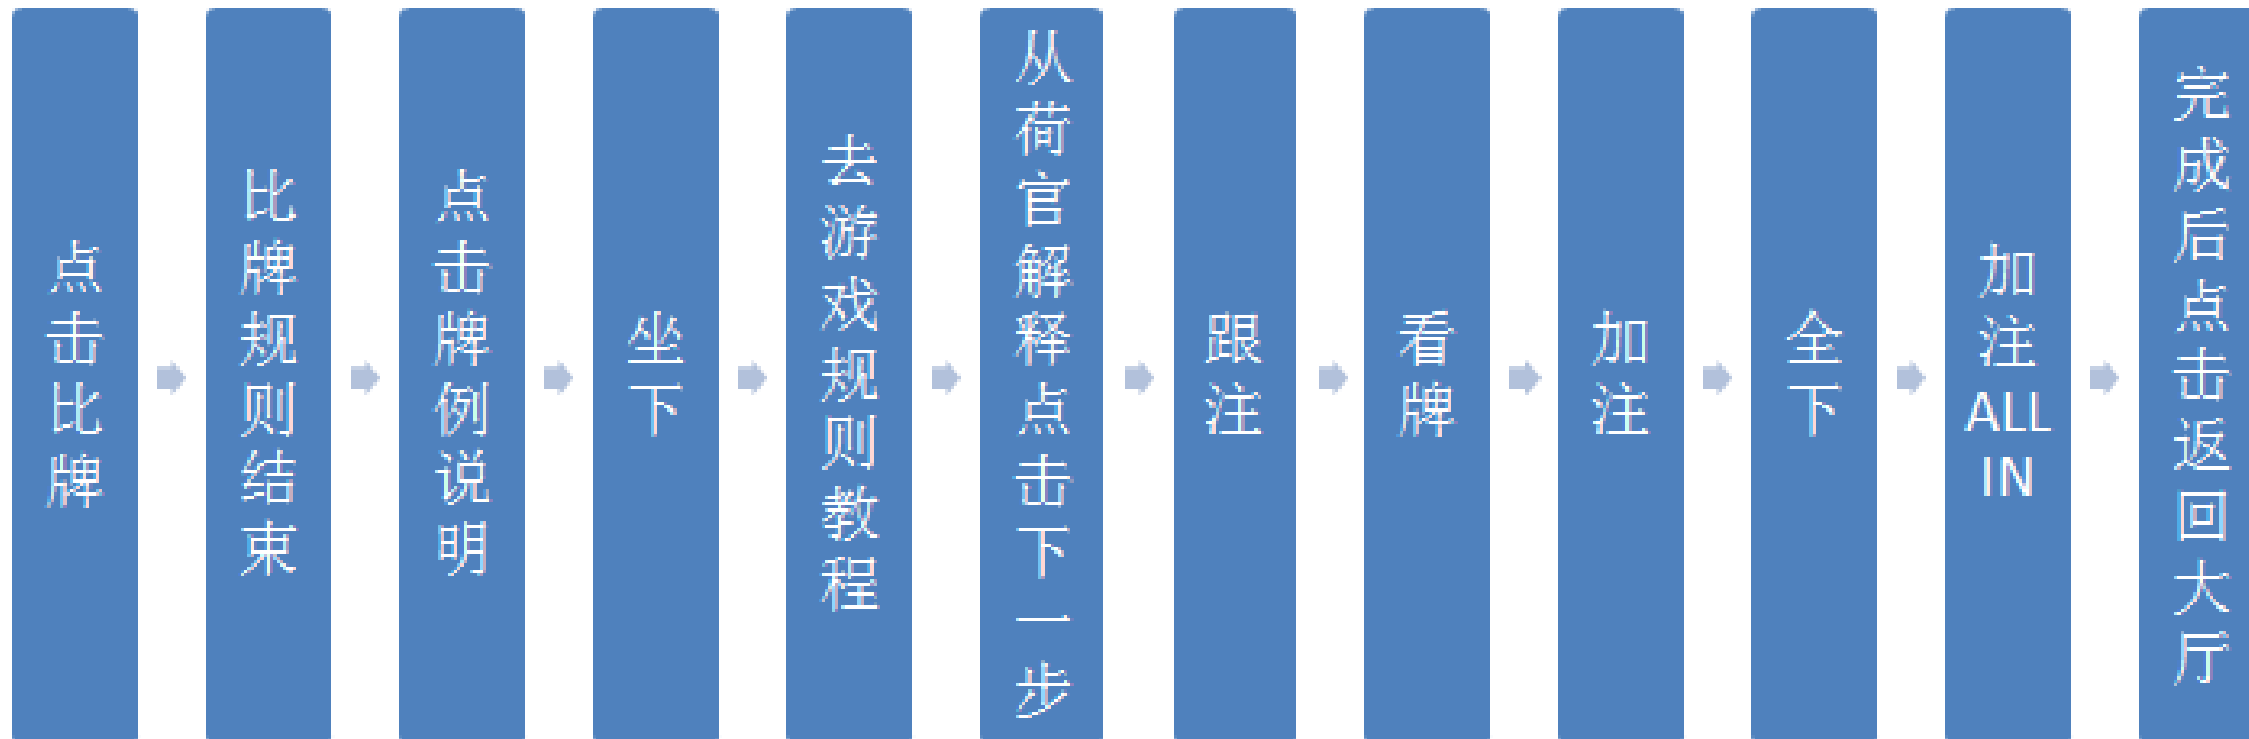 点击比牌
比牌规则结束
点击牌例说明
坐下
去游戏规则教程
从荷官解释点击下一步
跟注
看牌
加注
全下
加注ALL IN
完成后点击返回大厅